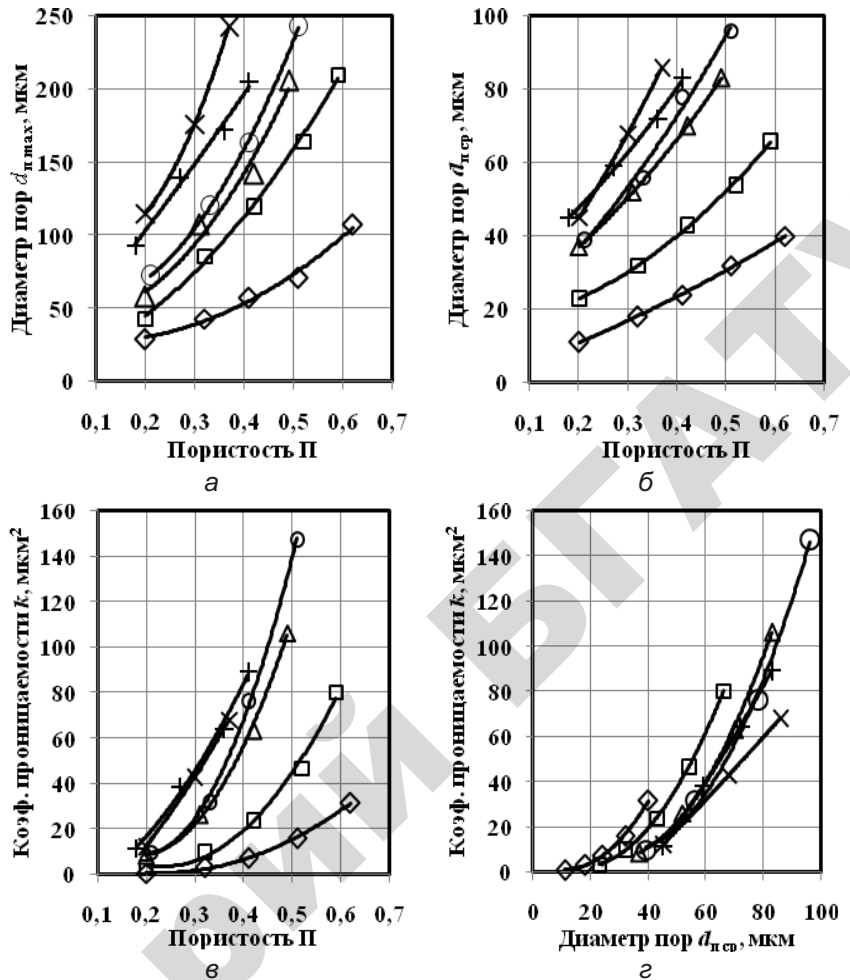 Диаметр пор dп max, мкм
250
200
150
100
50
0
0,1 0,2 0,3 0,4 0,5 0,6 0,7
Пористость П
а
Диаметр пор dп ср, мкм
100
80
60
40
20
0
0,1 0,2 0,3 0,4 0,5 0,6 0,7
Пористость П
б
Коэф. проницаемости k, мкм²
160
140
120
100
80
60
40
20
0
0,1 0,2 0,3 0,4 0,5 0,6 0,7
Пористость П
в
Коэф. проницаемости k, мкм²
160
140
120
100
80
60
40
20
0
0 20 40 60 80 100
Диаметр пор dп ср, мкм
г
рий БГАТУ